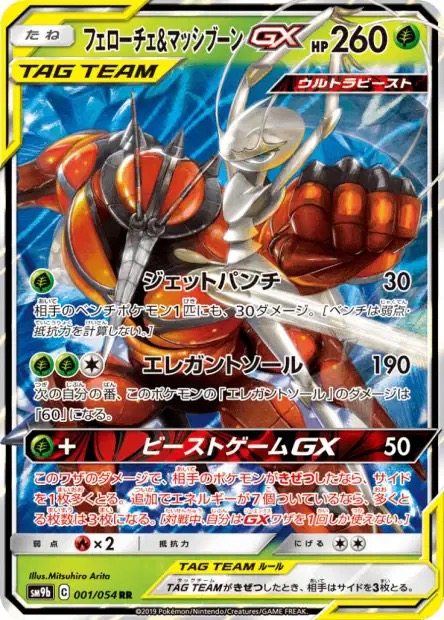 たね フェローチェ&マッシブーンGX HP260
TAG TEAM
ウルトラビースト
ジェットパンチ 30
相手のベンチポケモン1匹にも、30ダメージ。[ベンチは弱点・
抵抗力を計算しない。]
エレガントソール 190
次の自分の番、このポケモンの「エレガントソール」のダメージは
「60」になる。
+ ビーストゲームGX 50
このワザのダメージで、相手のポケモンがきぜつしたなら、サイド
を1枚多くとる。追加でエネルギーが7個ついているなら、多くと
る枚数は3枚になる。[対戦中、自分はGXワザを1回しか使えない。]
弱点 ×2 抵抗力 にげる
Illus.Mitsuhiro Arita
TAG TEAM ルール
TAG TEAMがきぜつしたとき、相手はサイドを3枚とる。
sm9b C 001/054 RR
©2019 Pokémon/Nintendo/Creatures/GAME FREAK.